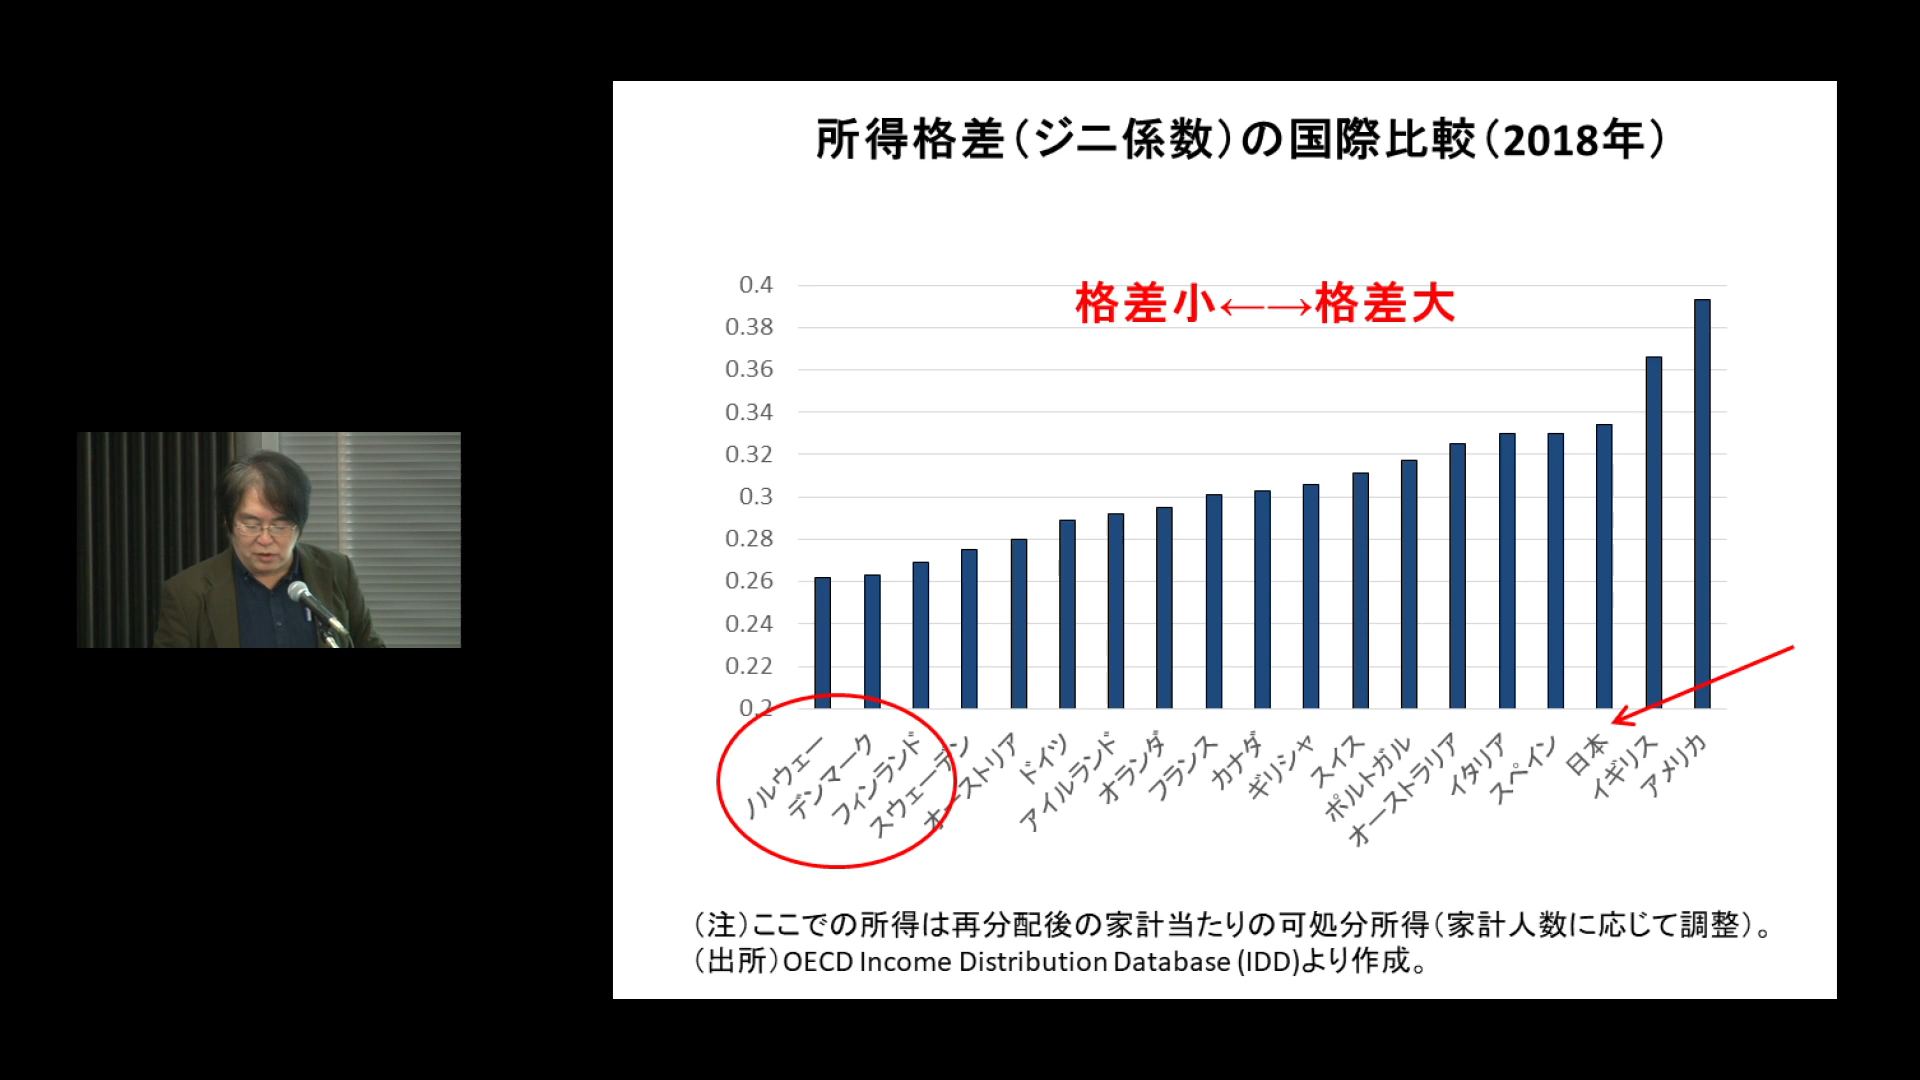 所得格差（ジニ係数）の国際比較（2018年）
格差小←→格差大
0.4
0.38
0.36
0.34
0.32
0.3
0.28
0.26
0.24
0.22
0.2
ノルウェー
デンマーク
フィンランド
スウェーデン
オーストリア
ドイツ
アイルランド
オランダ
フランス
カナダ
ギリシャ
スイス
ポルトガル
オーストラリア
イタリア
スペイン
日本
イギリス
アメリカ
（注）ここでの所得は再分配後の家計当たりの可処分所得（家計人数に応じて調整）。
（出所）OECD Income Distribution Database (IDD)より作成。